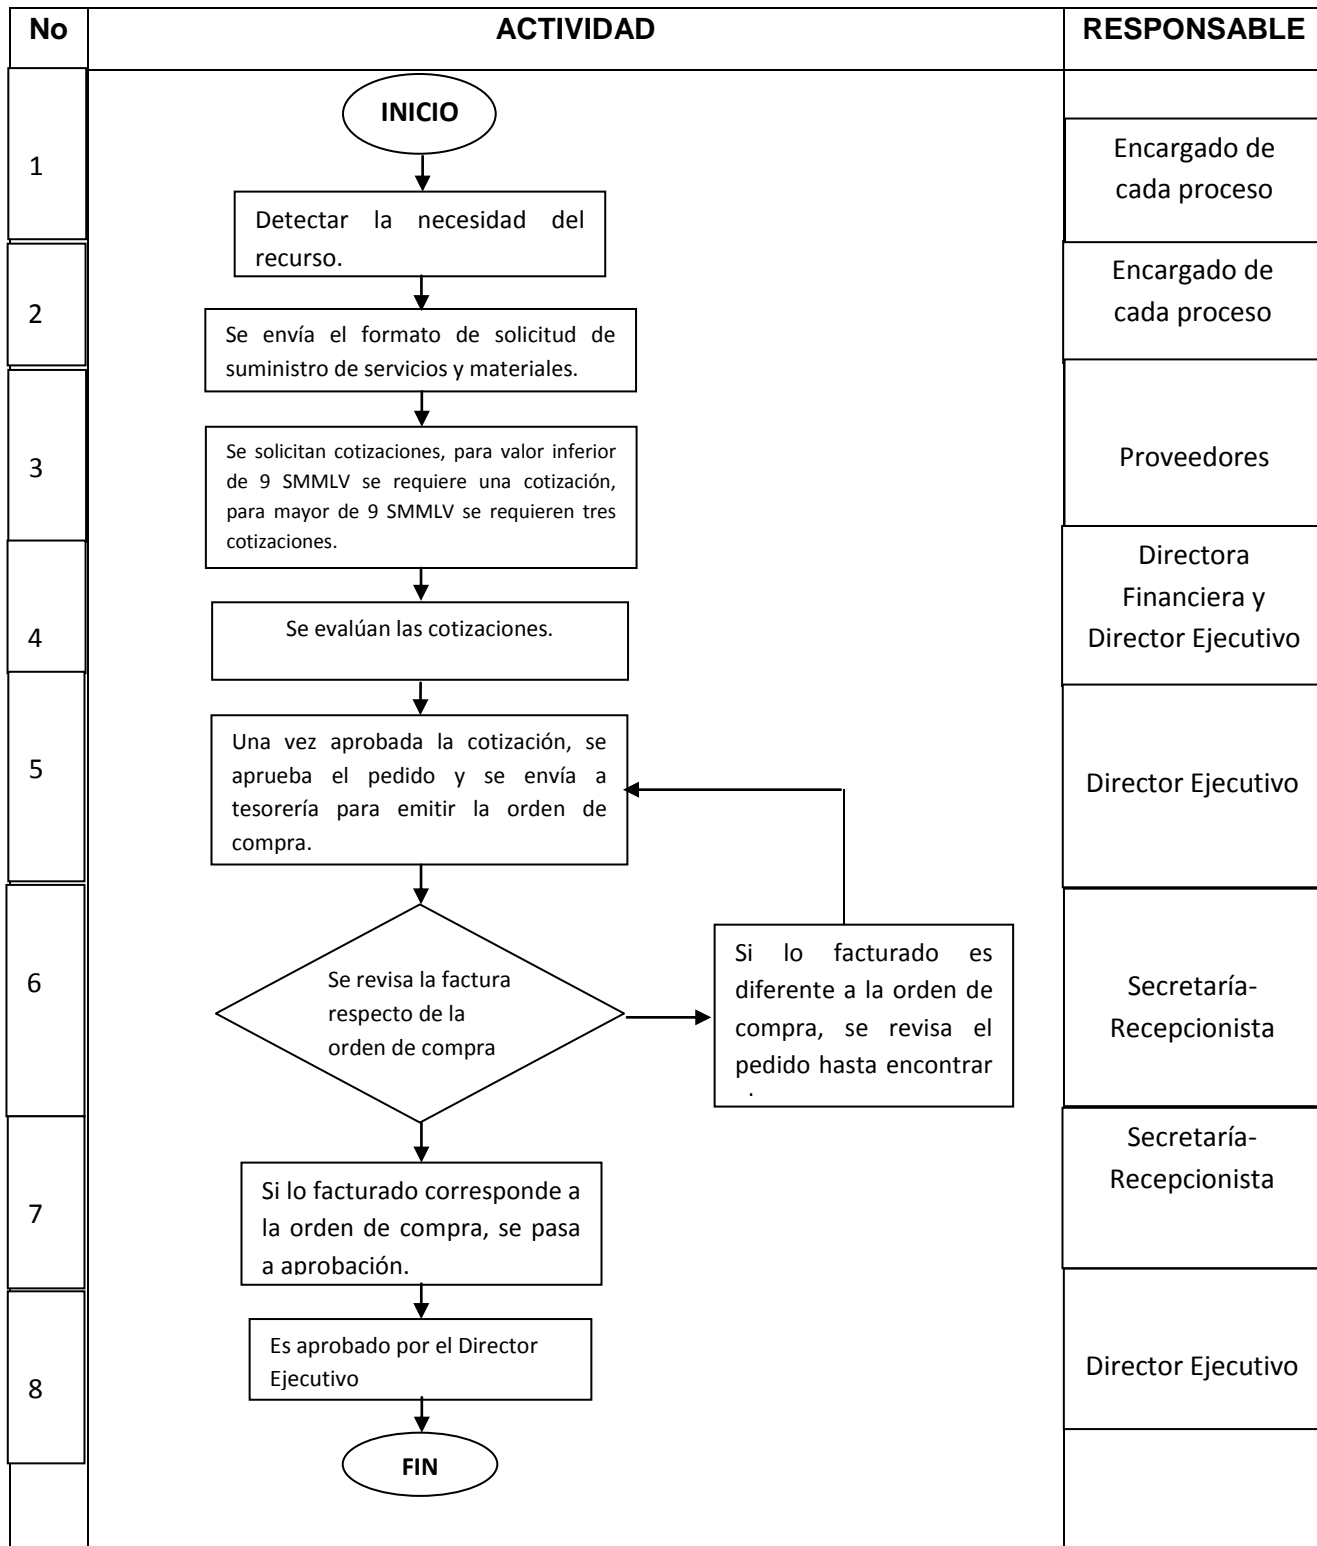 No ACTIVIDAD RESPONSABLE
INICIO
1
Encargado de
cada proceso
Detectar la necesidad del
recurso.
2
Encargado de
cada proceso
Se envía el formato de solicitud de
suministro de servicios y materiales.
3
Se solicitan cotizaciones, para valor inferior
de 9 SMMLV se requiere una cotización,
para mayor de 9 SMMLV se requieren tres
cotizaciones.
Proveedores
4
Se evalúan las cotizaciones.
Directora
Financiera y
Director Ejecutivo
5
Una vez aprobada la cotización, se
aprueba el pedido y se envía a
tesorería para emitir la orden de
compra.
Director Ejecutivo
6
Se revisa la factura
respecto de la
orden de compra
Si lo facturado es
diferente a la orden de
compra, se revisa el
pedido hasta encontrar
Secretaría-
Recepcionista
7
Si lo facturado corresponde a
la orden de compra, se pasa
a aprobación.
Secretaría-
Recepcionista
8
Es aprobado por el Director
Ejecutivo
Director Ejecutivo
FIN